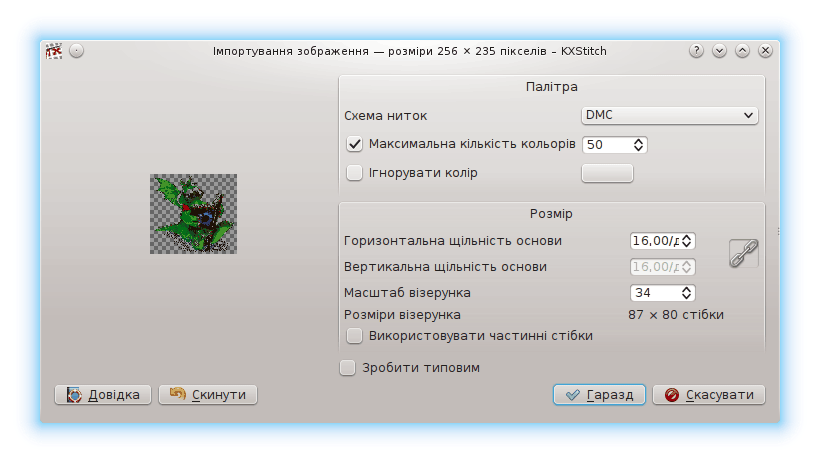 Імпортування зображення — розміри 256 × 235 пікселів – KXStitch
Палітра
Схема ниток DMC
Максимальна кількість кольорів 50
Ігнорувати колір
Розмір
Горизонтальна щільність основи 16,00/
Вертикальна щільність основи 16,00/
Масштаб візерунка 34
Розміри візерунка 87 × 80 стібки
Використовувати частинні стібки
Зробити типовим
Довідка Скинути Гаразд Скасувати